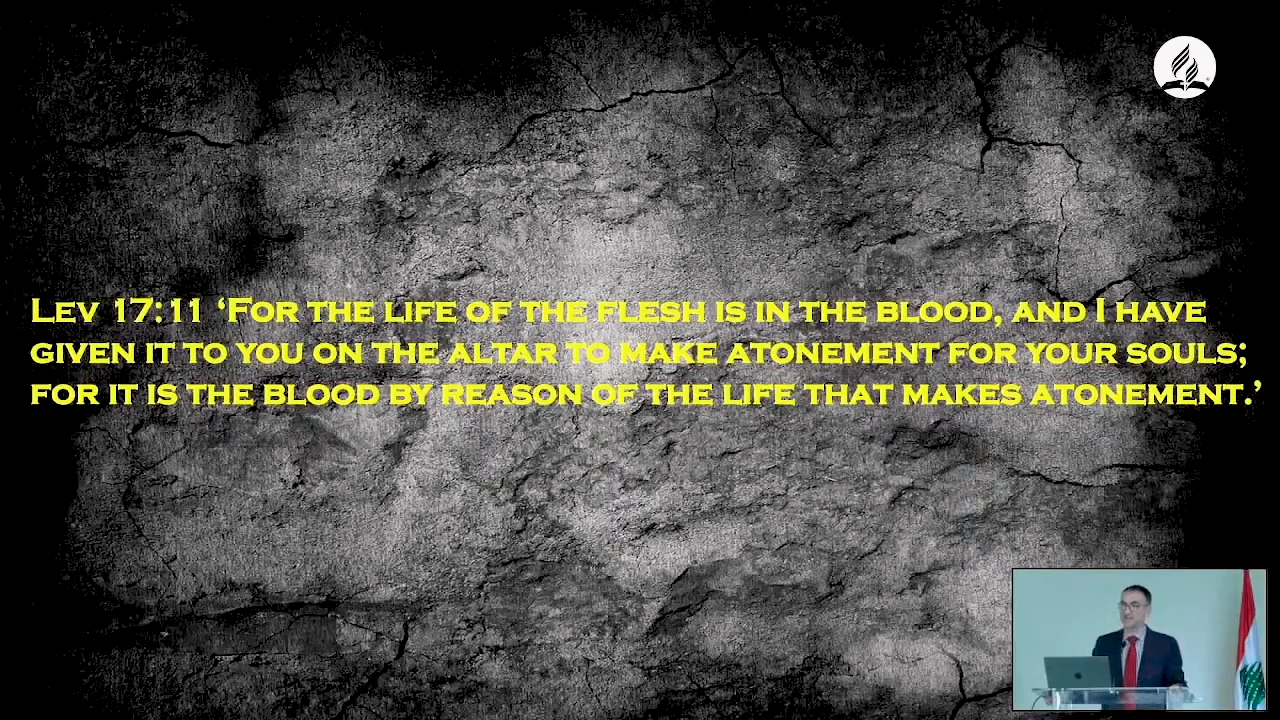 Lev 17:11 ‘For the life of the flesh is in the blood, and I have
given it to you on the altar to make atonement for your souls;
for it is the blood by reason of the life that makes atonement.’